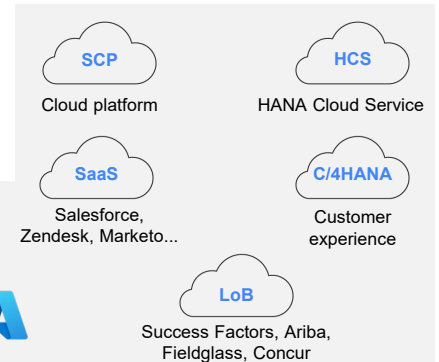 SCP
Cloud platform
HCS
HANA Cloud Service
SaaS
Salesforce,
Zendesk, Marketo...
C/4HANA
Customer
experience
LoB
Success Factors, Ariba,
Fieldglass, Concur